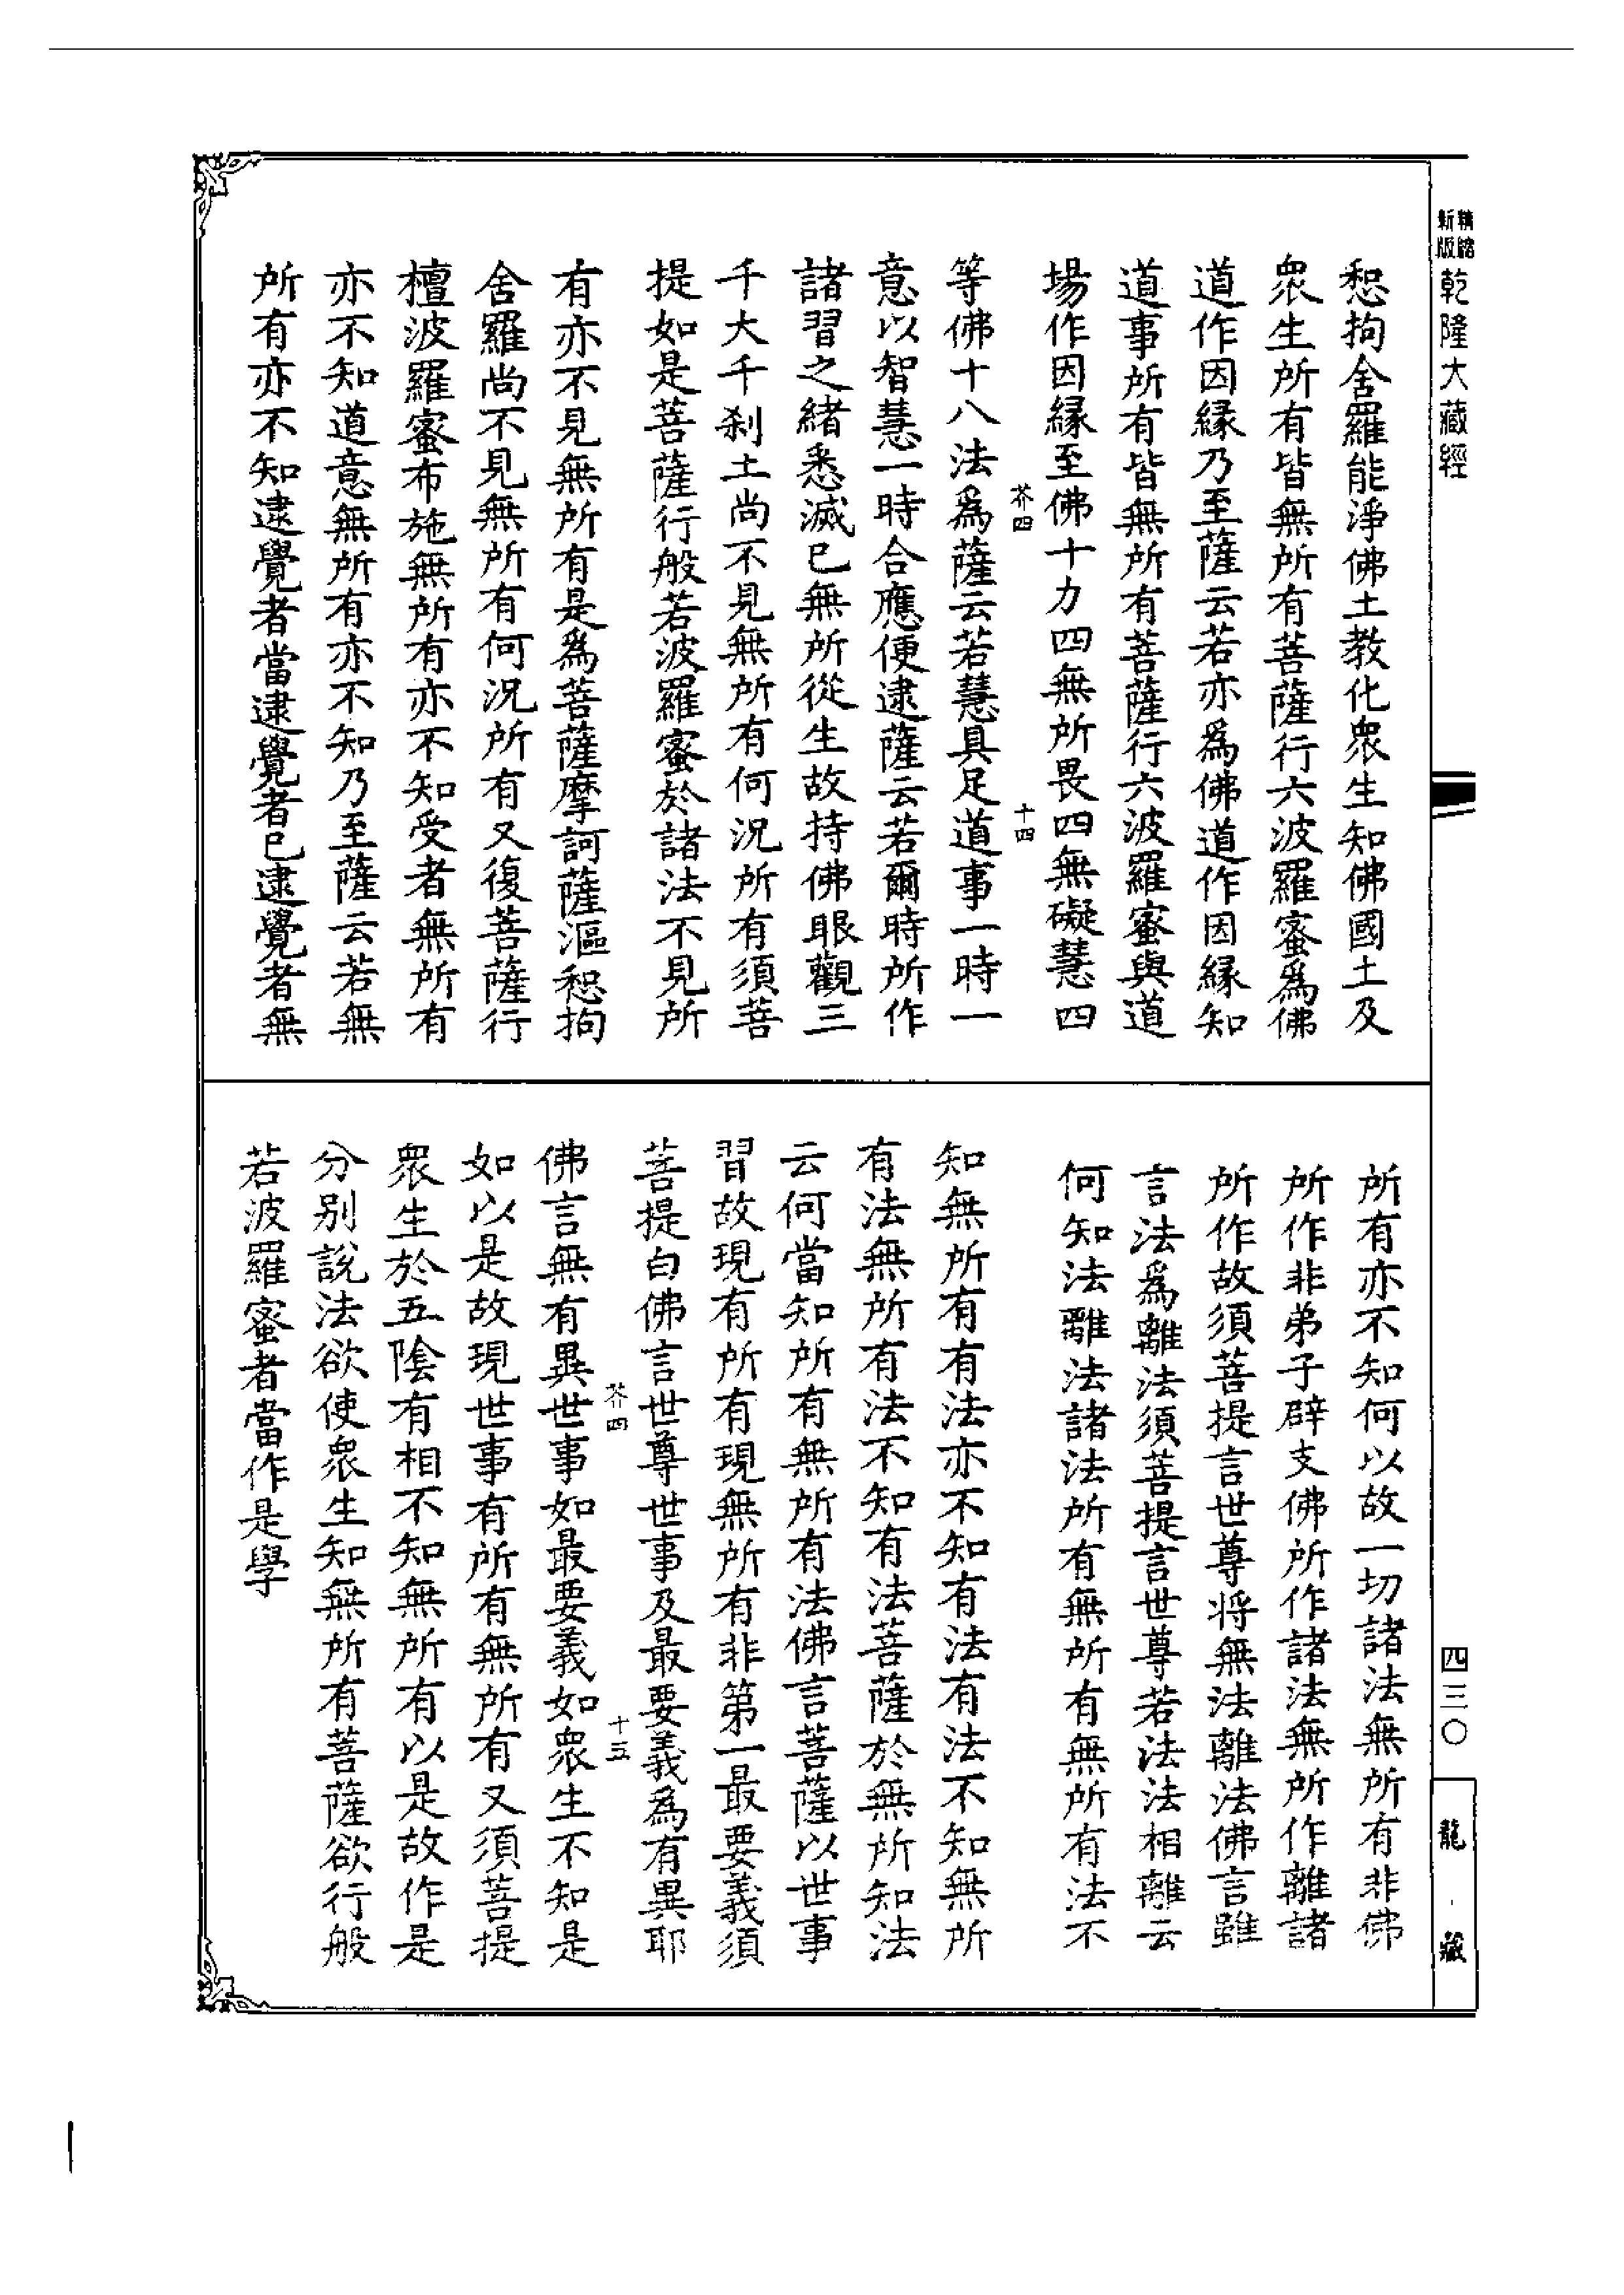 新版
精縮
乾隆大藏經
恕拘舍羅能淨佛土教化衆生知佛國土及
衆生所有皆無所有菩薩行六波羅蜜爲佛
道作因緣乃至薩云若亦爲佛道作因緣知
道事所有皆無所有菩薩行六波羅蜜與道
場作因緣至佛十力四無所畏四無礙慧四
芥四
十四
等佛十八法爲薩云若慧具足道事一時一
意以智慧一時合應便逮薩云若爾時所作
諸習之緒悉滅已無所從生故持佛眼觀三
千大千刹土尚不見無所有何況所有須菩
提如是菩薩行般若波羅蜜於諸法不見所
有亦不見無所有是爲菩薩摩訶薩漚恕拘
舍羅尚不見無所有何況所有又復菩薩行
檀波羅蜜布施無所有亦不知受者無所有
亦不知道意無所有亦不知乃至薩云若無
所有亦不知逮覺者當逮覺者已逮覺者無
所有亦不知何以故一切諸法無所有非佛
所作非弟子辟支佛所作諸法無所作離諸
所作故須菩提言世尊將無法離法佛言雖
言法爲離法須菩提言世尊若法法相離云
何知法離法諸法所有無所有無所有法不
知無所有有法亦不知有法有法不知無所
有法無所有法不知有法菩薩於無所知法
云何當知所有無所有法佛言菩薩以世事
習故現有所有現無所有非第一最要義須
菩提白佛言世尊世事及最要義爲有異耶
芥四
十五
佛言無有異世事如最要義如衆生不知是
如以是故現世事有所有無所有又須菩提
衆生於五陰有相不知無所有以是故作是
分別說法欲使衆生知無所有菩薩欲行般
若波羅蜜者當作是學
四三〇
龍藏